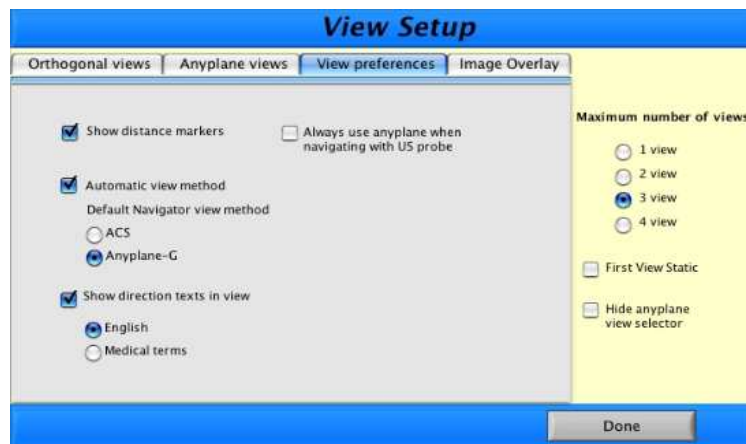 View Setup
Orthogonal views
Anyplane views
View preferences
Image Overlay
Show distance markers
Always use anyplane when
navigating with US probe
Automatic view method
Default Navigator view method
ACS
Anyplane-G
Show direction texts in view
English
Medical terms
Maximum number of views
1 view
2 view
3 view
4 view
First View Static
Hide anyplane
view selector
Done